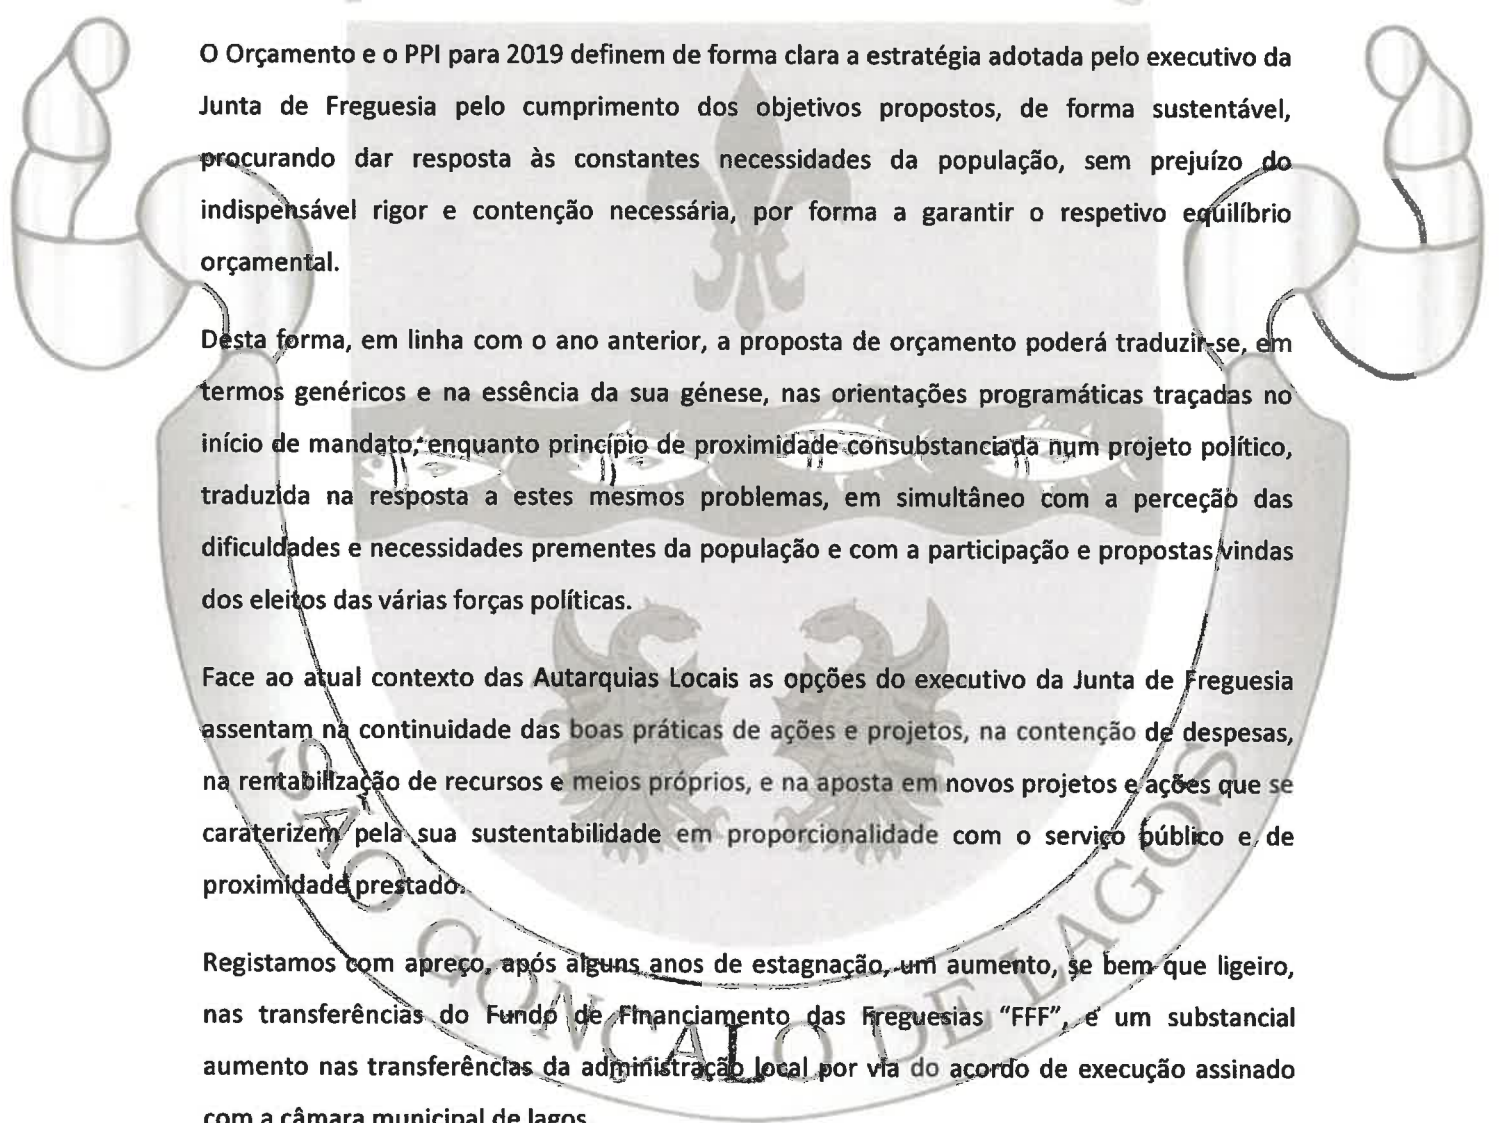 O Orçamento e o PPI para 2019 definem de forma clara a estratégia adotada pelo executivo da
Junta de Freguesia pelo cumprimento dos objetivos propostos, de forma sustentável,
procurando dar resposta às constantes necessidades da população, sem prejuízo do
indispensável rigor e contenção necessária, por forma a garantir o respetivo equilíbrio
orçamental.
Desta forma, em linha com o ano anterior, a proposta de orçamento poderá traduzir-se, em
termos genéricos e na essência da sua génese, nas orientações programáticas traçadas no
início de mandato, enquanto princípio de proximidade consubstanciada num projeto político,
traduzida na resposta a estes mesmos problemas, em simultâneo com a perceção das
dificuldades e necessidades prementes da população e com a participação e propostas vindas
dos eleitos das várias forças políticas.
Face ao atual contexto das Autarquias Locais as opções do executivo da Junta de Freguesia
assentam na continuidade das boas práticas de ações e projetos, na contenção de despesas,
na rentabilização de recursos e meios próprios, e na aposta em novos projetos e ações que se
caraterizem pela sua sustentabilidade em proporcionalidade com o serviço público e de
proximidade prestado.
Registamos com apreço, após alguns anos de estagnação, um aumento, se bem que ligeiro,
nas transferências do Fundo de Financiamento das Freguesias “FFF”, e um substancial
aumento nas transferências da administração local por via do acordo de execução assinado
com a câmara municipal de lagos.
SÃO GONÇALO DE LAGOS